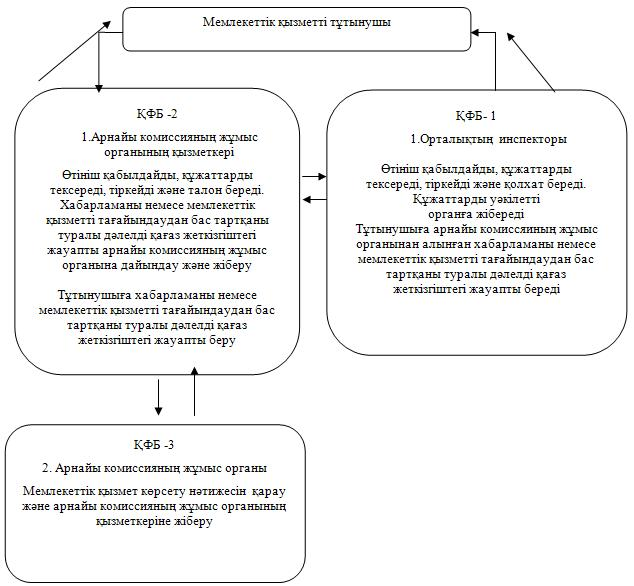 Мемлекеттік қызметті тұтынушы
ҚФБ -2
1.Арнайы комиссияның жұмыс
органының қызметкері
Өтініш қабылдайды, құжаттарды
тексереді, тіркейді және талон береді.
Хабарламаны немесе мемлекеттік
қызметті тағайындаудан бас тартқаны
туралы дәлелді қағаз жеткізгіштегі
жауапты арнайы комиссияның жұмыс
органына дайындау және жіберу
Тұтынушыға хабарламаны немесе
мемлекеттік қызметті тағайындаудан бас
тартқаны туралы дәлелді қағаз
жеткізгіштегі жауапты беру
ҚФБ- 1
1.Орталықтың инспекторы
Өтініш қабылдайды, құжаттарды
тексереді, тіркейді және қолхат береді.
Құжаттарды уәкілетті
органға жібереді
Тұтынушыға арнайы комиссяиның жұмыс
органынан алынған хабарламаны немесе
мемлекеттік қызметті тағайындаудан бас
тартқаны туралы дәлелді қағаз
жеткізгіштегі жауапты береді
ҚФБ -3
2. Арнайы комиссияның жұмыс органы
Мемлекеттік қызмет көрсету нәтижесін қарау
және арнайы комиссияның жұмыс органының
қызметкеріне жіберу